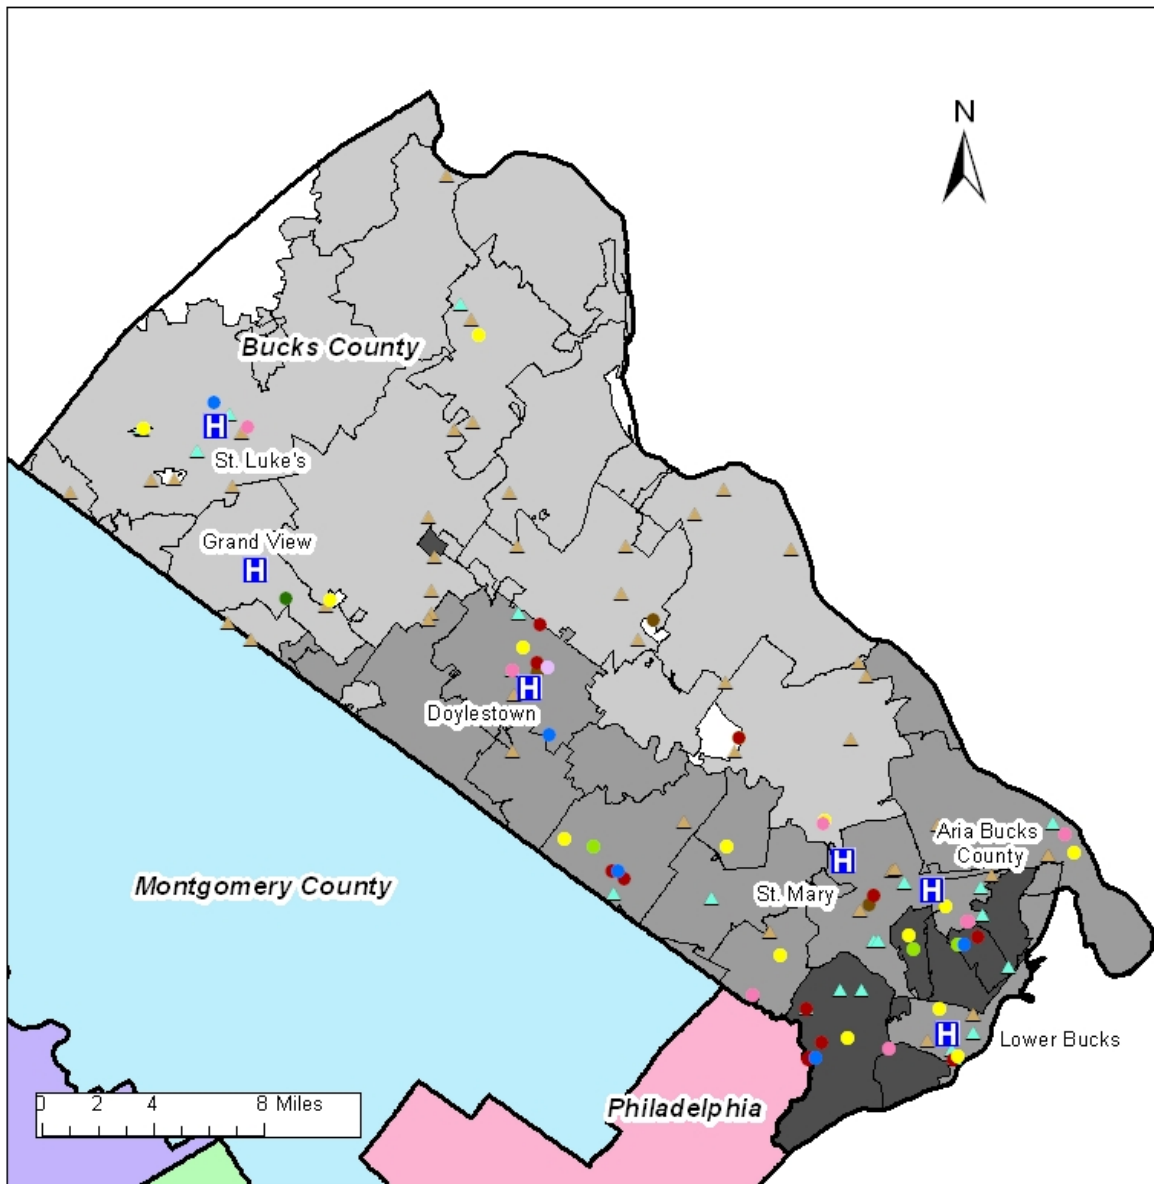 N
Bucks County
H
St. Luke's
Grand View
H
H
Doylestown
Aria Bucks
County
H
Montgomery County
H
St. Mary
H
Lower Bucks
0 2 4 8 Miles
Philadelphia